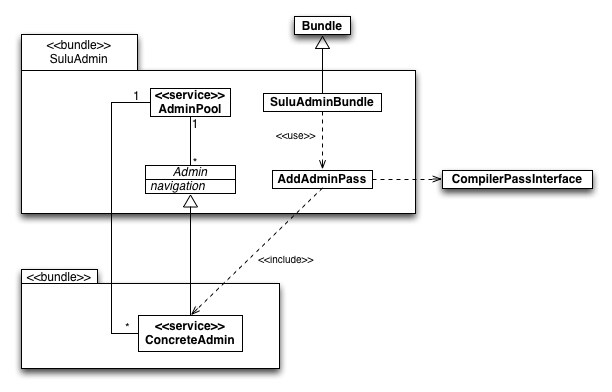 Bundle
<<bundle>>
SuluAdmin
<<service>>
AdminPool
SuluAdminBundle
1
1
<<use>>
*
Admin
navigation
AddAdminPass
CompilerPassInterface
<<include>>
<<bundle>>
*
<<service>>
ConcreteAdmin